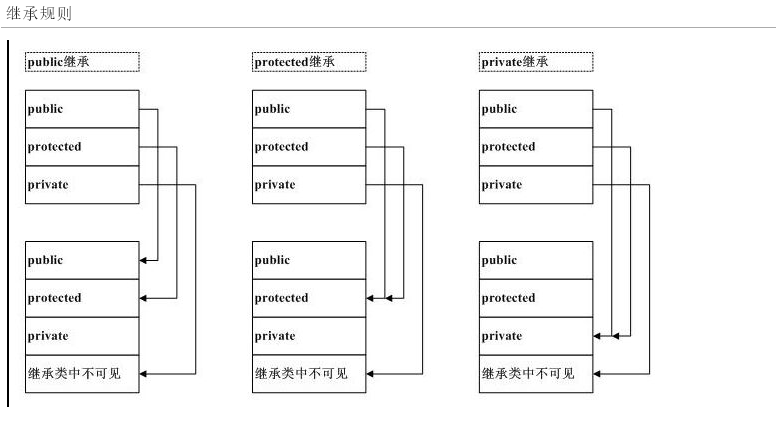 继承规则
public继承
public
protected
private
public
protected
private
继承类中不可见
protected继承
public
protected
private
public
protected
private
继承类中不可见
private继承
public
protected
private
public
protected
private
继承类中不可见